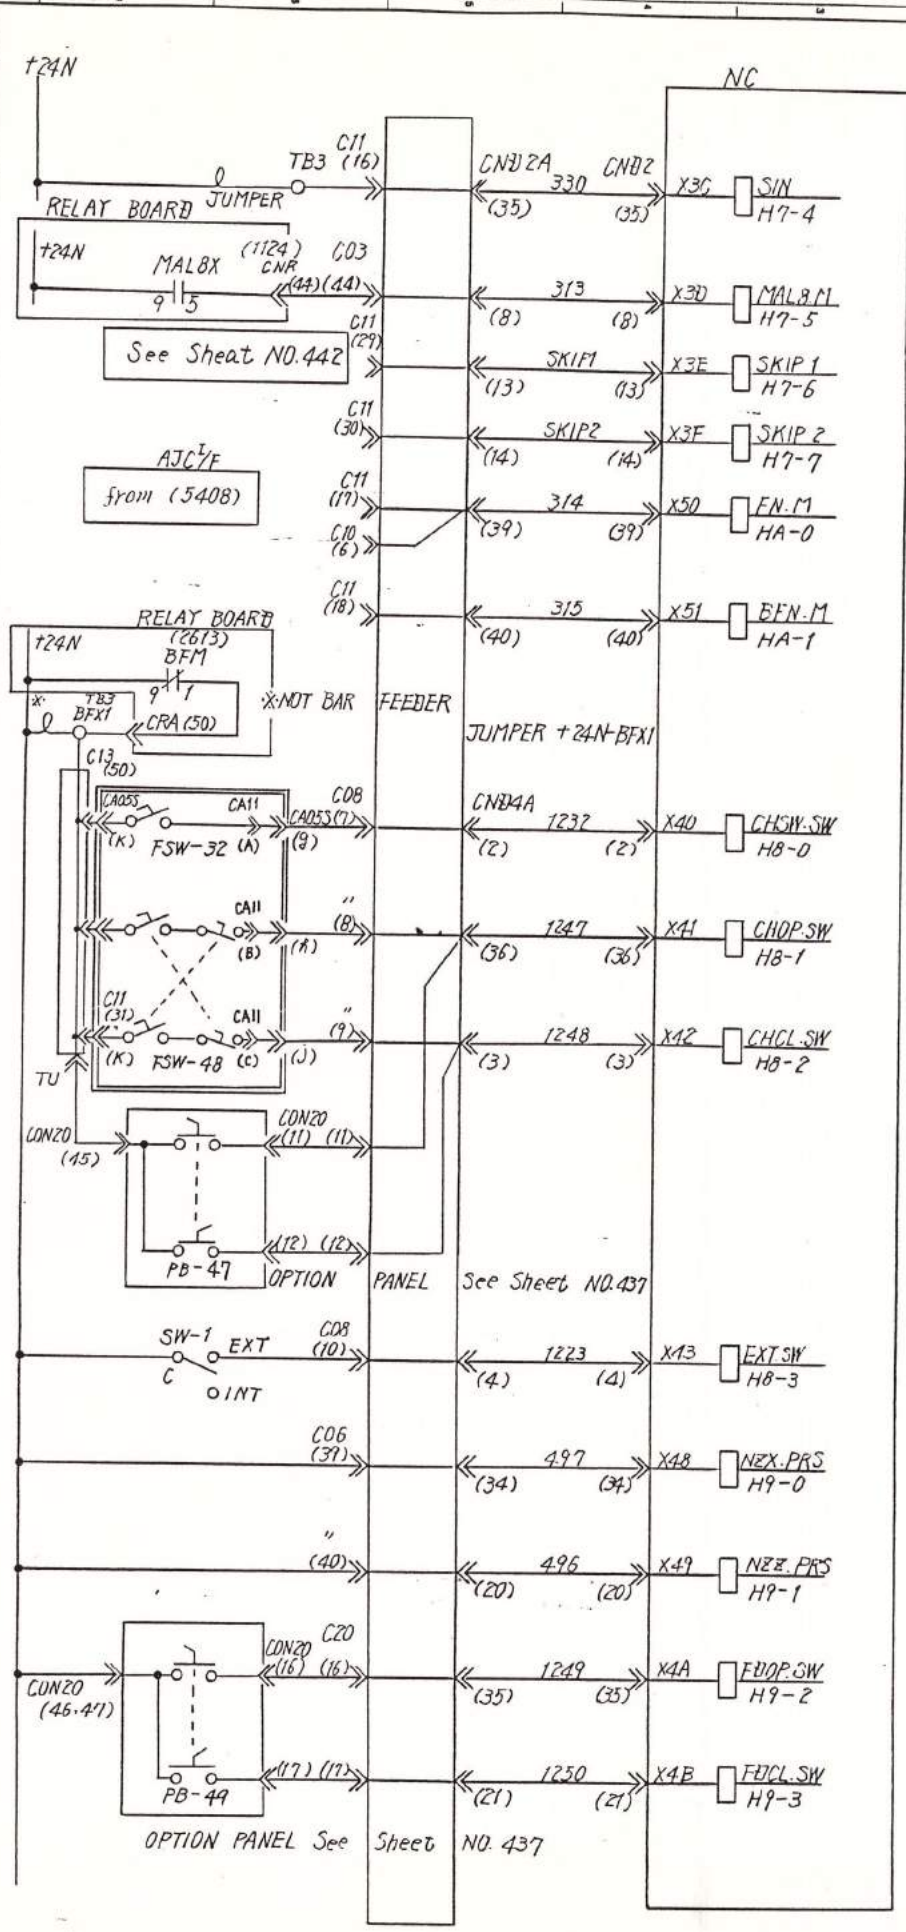 +24N
NC
C11
TB3 (16)
CND2A
CND2
JUMPER
330
X3C
SIN
(35)
(35)
H7-4
RELAY BOARD
+24N
(1124)
C03
MAL8X
CNR
(44) (44)
9 5
313
X3D
MAL8.M
(8)
(8)
H7-5
See Sheat NO.442
C11
(29)
SKIP1
X3E
SKIP 1
(13)
(13)
H7-6
C11
(30)
SKIP2
X3F
SKIP 2
(14)
(14)
H7-7
AJC I/F
from (5408)
C11
(17)
314
X50
FN.M
(39)
(39)
HA-0
C10
(6)
C11
(18)
315
X51
BFN.M
(40)
(40)
HA-1
RELAY BOARD
(2613)
+24N
BFM
9 1
※
TB3
BFX1
CRA (50)
※NOT BAR FEEDER
JUMPER +24N-BFX1
C13
(50)
CA05S
CA11
C08
CA05S (7)
CND4A
1232
X40
CHSW.SW
(K)
FSW-32
(A)
(g)
(2)
(2)
H8-0
CA11
"
(8)
1247
X41
CHOP.SW
(B)
(h)
(36)
(36)
H8-1
C11
(31)
CA11
"
(9)
1248
X42
CHCL.SW
(K)
FSW-48
(C)
(J)
(3)
(3)
H8-2
TU
CON20
(45)
CON20
(11) (11)
(12) (12)
PB-47
OPTION PANEL See Sheet NO.437
SW-1
EXT
C08
(10)
C
INT
1223
X43
EXT.SW
(4)
(4)
H8-3
C06
(39)
497
X48
NZX.PRS
(34)
(34)
H9-0
"
(40)
496
X49
NZZ.PRS
(20)
(20)
H9-1
CON20
C20
(16) (16)
1249
X4A
FDOP.SW
CON20
(46.47)
(35)
(35)
H9-2
(17) (17)
1250
X4B
FDCL.SW
PB-49
(21)
(21)
H9-3
OPTION PANEL See Sheet NO. 437